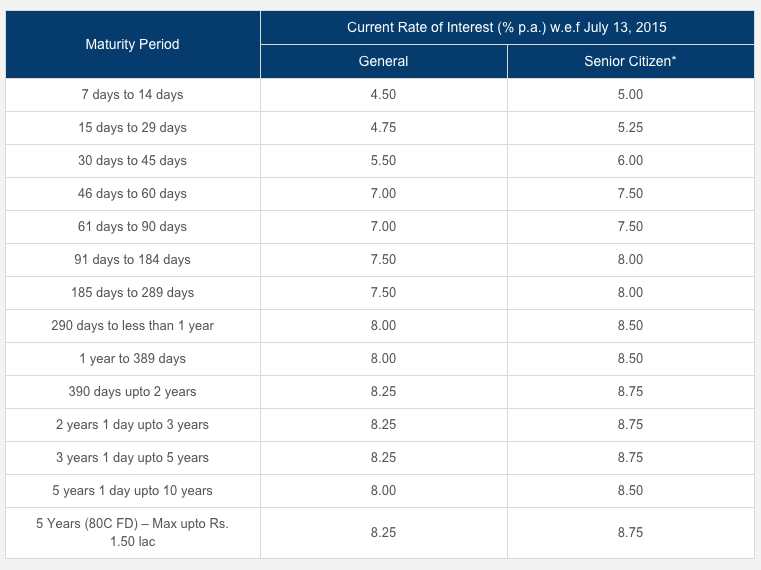 Maturity Period
Current Rate of Interest (% p.a.) w.e.f July 13, 2015
General
Senior Citizen*
7 days to 14 days 4.50 5.00
15 days to 29 days 4.75 5.25
30 days to 45 days 5.50 6.00
46 days to 60 days 7.00 7.50
61 days to 90 days 7.00 7.50
91 days to 184 days 7.50 8.00
185 days to 289 days 7.50 8.00
290 days to less than 1 year 8.00 8.50
1 year to 389 days 8.00 8.50
390 days upto 2 years 8.25 8.75
2 years 1 day upto 3 years 8.25 8.75
3 years 1 day upto 5 years 8.25 8.75
5 years 1 day upto 10 years 8.00 8.50
5 Years (80C FD) – Max upto Rs.
1.50 lac
8.25 8.75